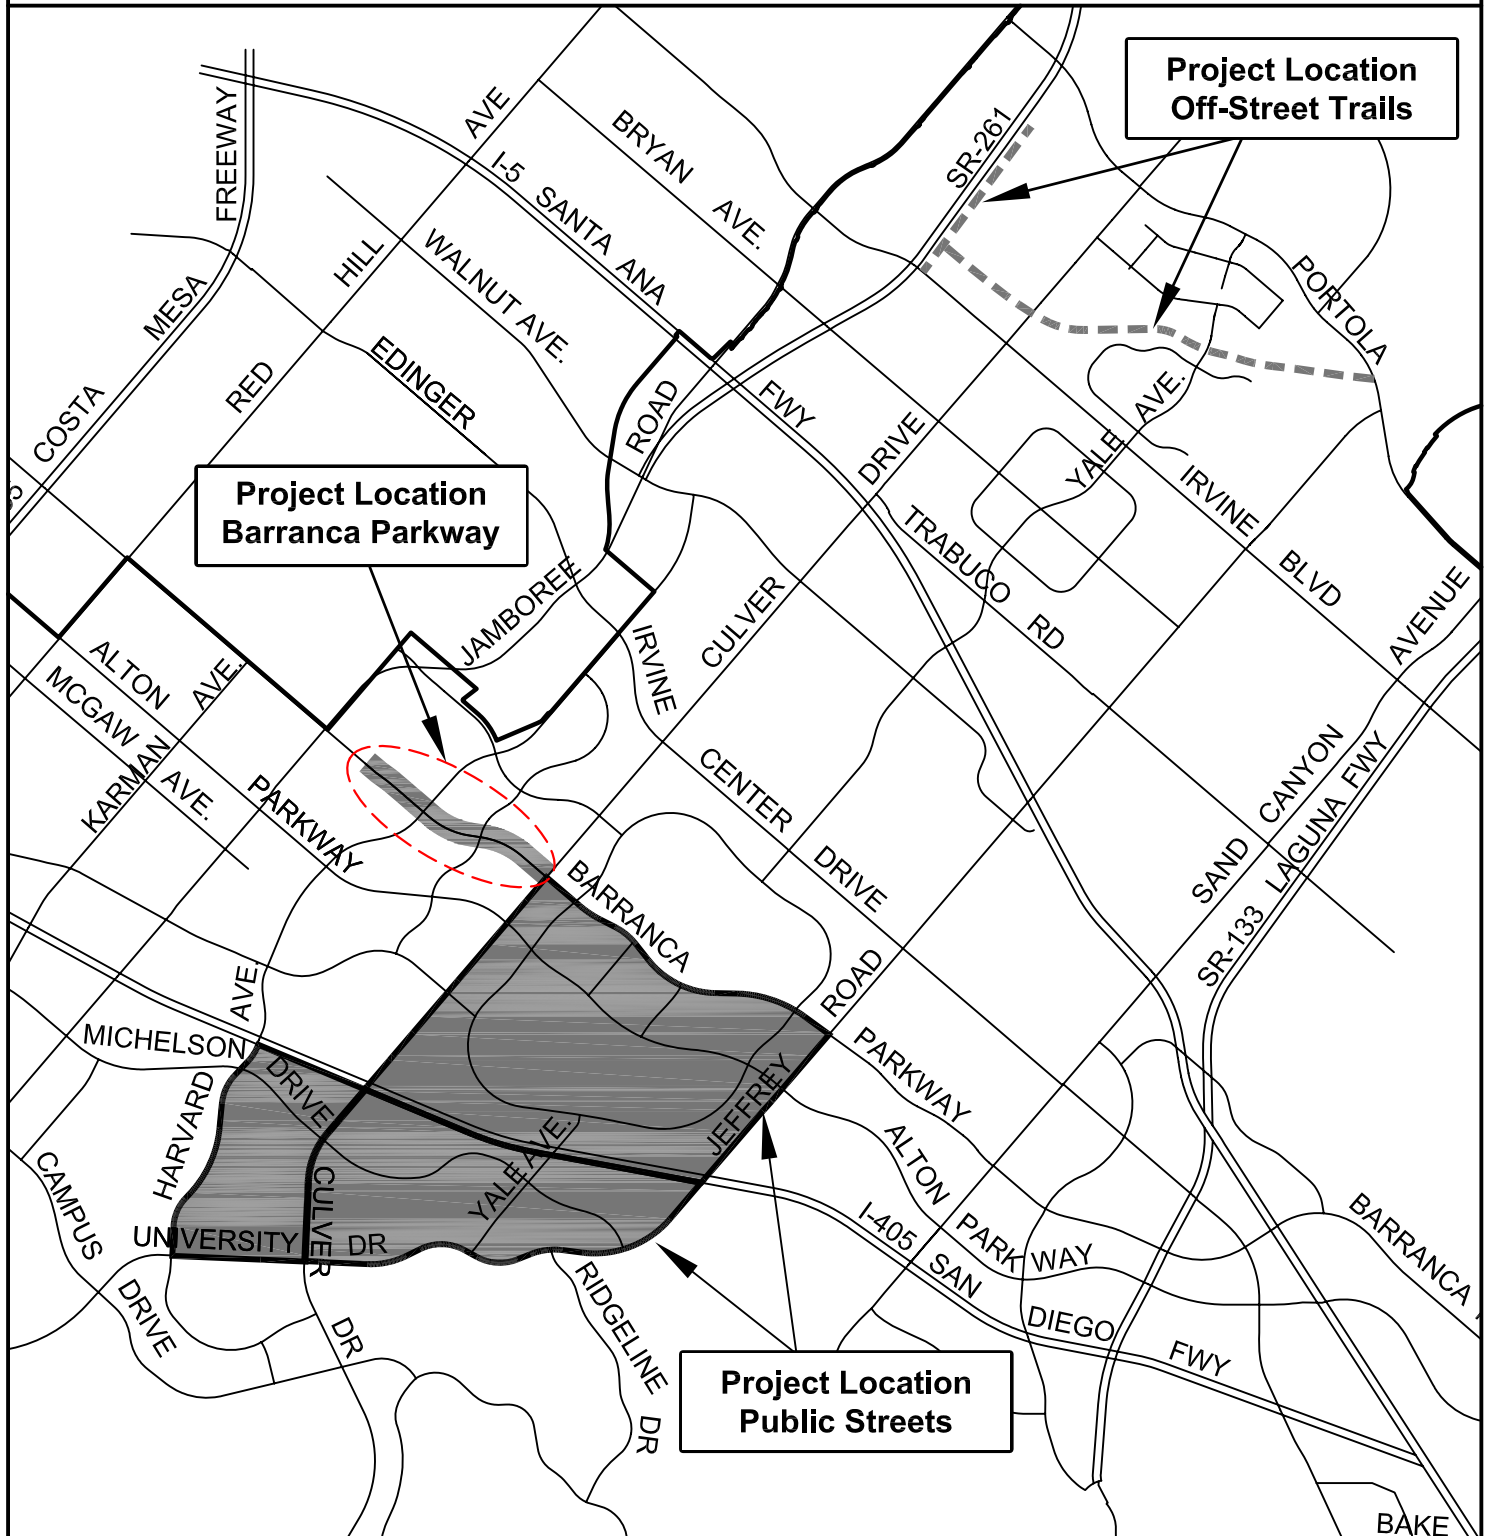 Project Location
Off-Street Trails
FREEWAY
MESA
COSTA
AVE
HILL
RED
I-5 SANTA ANA
FWY
BRYAN AVE.
SR-261
WALNUT AVE.
EDINGER
PORTOLA
ROAD
DRIVE
YALE AVE.
IRVINE BLVD
Project Location
Barranca Parkway
TRABUCO RD
JAMBOREE
CULVER
IRVINE
CENTER
DRIVE
AVENUE
CANYON
SAND
ALTON
PARKWAY
MCGAW
AVE.
KARMAN AVE.
SR-133 LAGUNA FWY
BARRANCA
PARKWAY
ROAD
JEFFREY
AVE.
HARVARD
MICHELSON
DRIVE
YALE AVE.
UNIVERSITY DR
CULVER
DR
CAMPUS
DRIVE
RIDGELINE
DR
ALTON
PARK WAY
I-405 SAN DIEGO FWY
BARRANCA
Project Location
Public Streets
BAKE